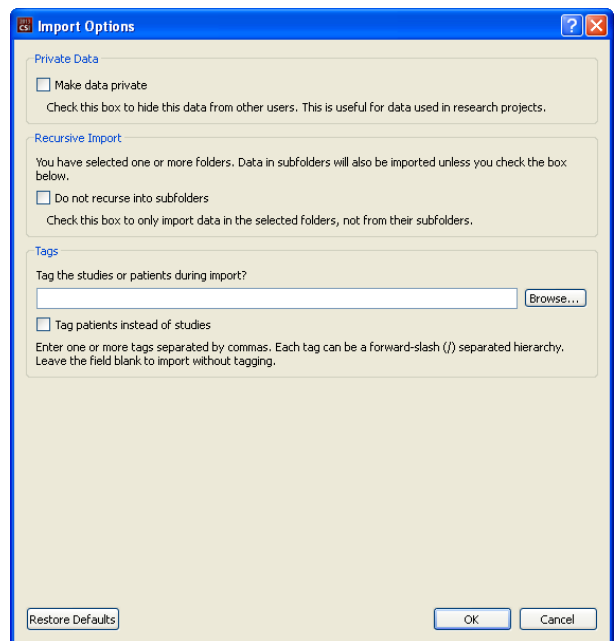 2013
CSI
Import Options
Private Data
Make data private
Check this box to hide this data from other users. This is useful for data used in research projects.
Recursive Import
You have selected one or more folders. Data in subfolders will also be imported unless you check the box
below.
Do not recurse into subfolders
Check this box to only import data in the selected folders, not from their subfolders.
Tags
Tag the studies or patients during import?
Browse...
Tag patients instead of studies
Enter one or more tags separated by commas. Each tag can be a forward-slash (/) separated hierarchy.
Leave the field blank to import without tagging.
Restore Defaults
OK
Cancel